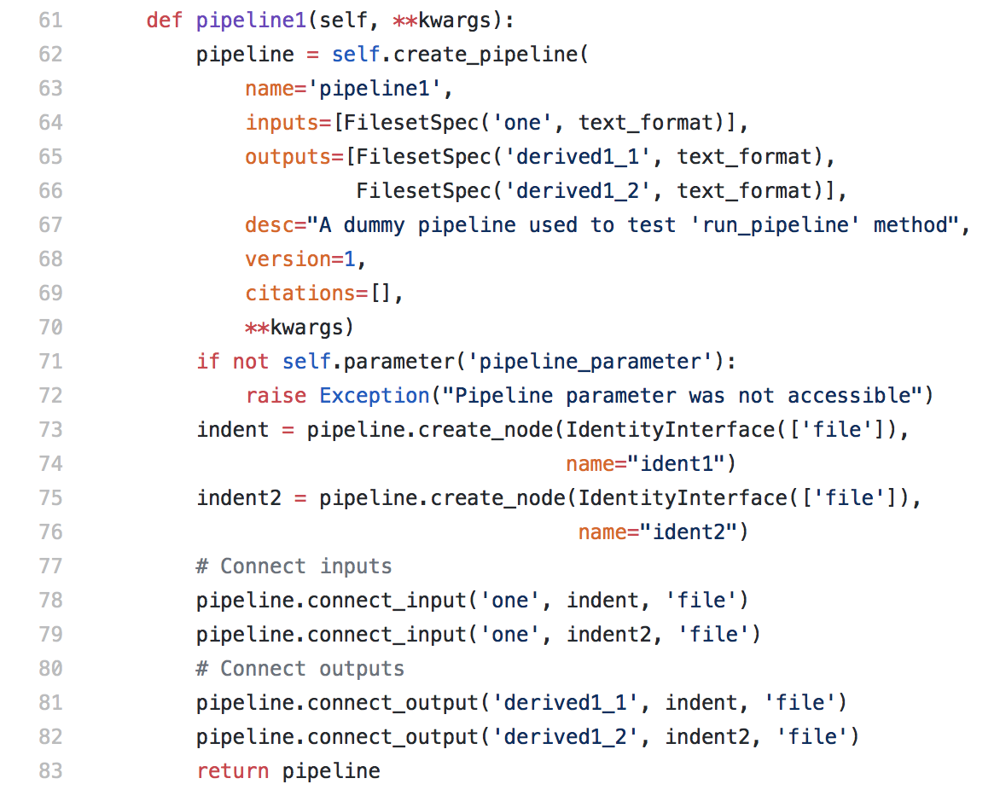 61 def pipeline1(self, **kwargs):
62 pipeline = self.create_pipeline(
63 name='pipeline1',
64 inputs=[FilesetSpec('one', text_format)],
65 outputs=[FilesetSpec('derived1_1', text_format),
66 FilesetSpec('derived1_2', text_format)],
67 desc="A dummy pipeline used to test 'run_pipeline' method",
68 version=1,
69 citations=[],
70 **kwargs)
71 if not self.parameter('pipeline_parameter'):
72 raise Exception("Pipeline parameter was not accessible")
73 indent = pipeline.create_node(IdentityInterface(['file']),
74 name="ident1")
75 indent2 = pipeline.create_node(IdentityInterface(['file']),
76 name="ident2")
77 # Connect inputs
78 pipeline.connect_input('one', indent, 'file')
79 pipeline.connect_input('one', indent2, 'file')
80 # Connect outputs
81 pipeline.connect_output('derived1_1', indent, 'file')
82 pipeline.connect_output('derived1_2', indent2, 'file')
83 return pipeline